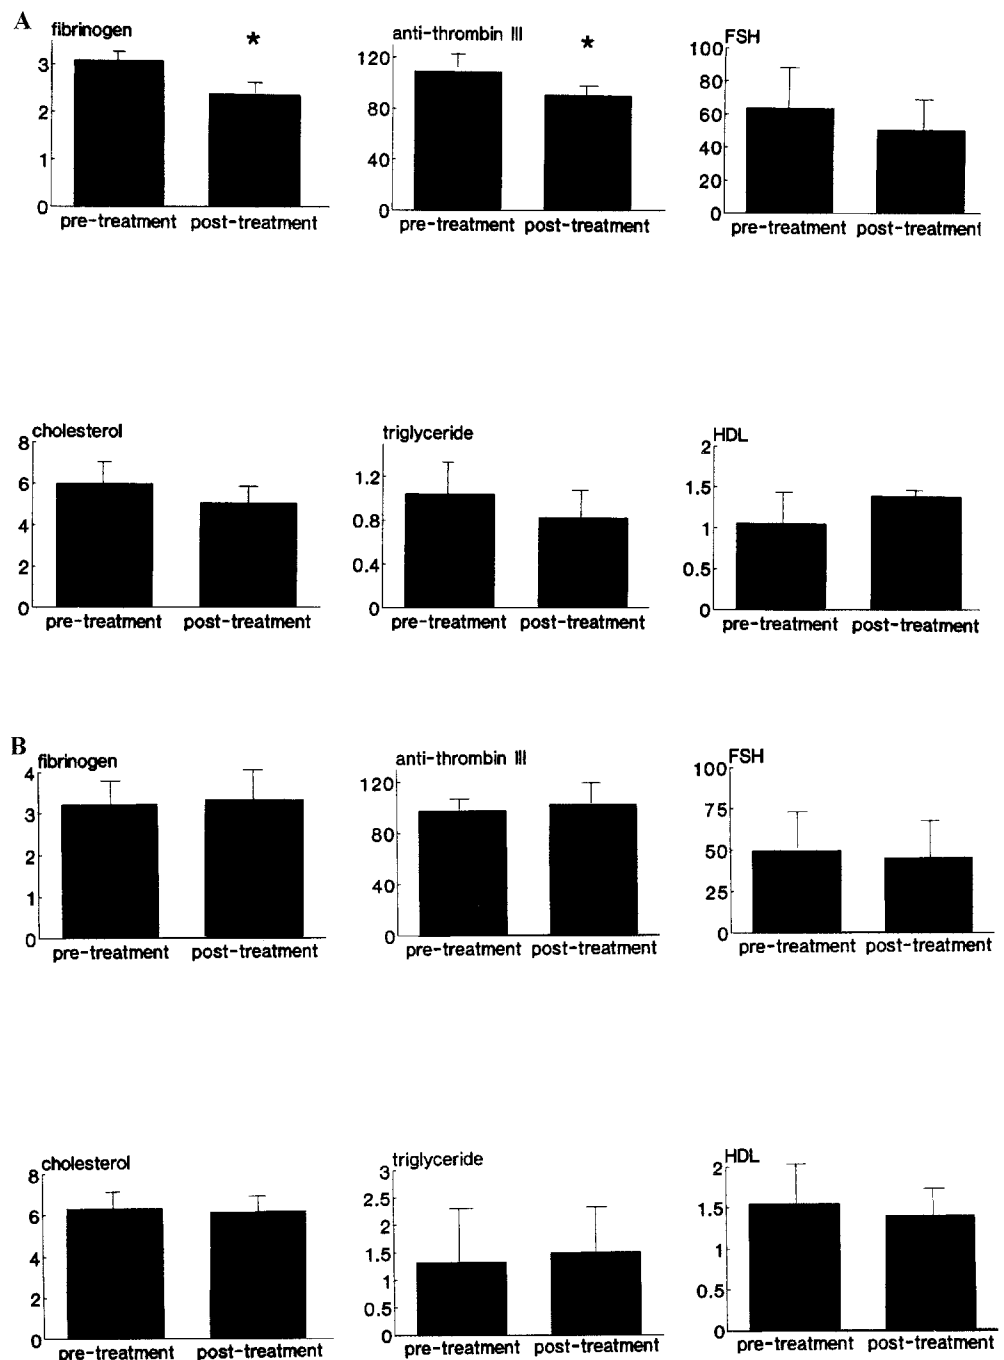 A
fibrinogen
*
3
2
1
0
pre-treatment post-treatment
anti-thrombin III
*
120
80
40
0
pre-treatment post-treatment
FSH
100
80
60
40
20
0
pre-treatment post-treatment
cholesterol
8
6
4
2
0
pre-treatment post-treatment
triglyceride
1.2
0.8
0.4
0
pre-treatment post-treatment
HDL
2
1.5
1
0.5
0
pre-treatment post-treatment
B
fibrinogen
4
3
2
1
0
pre-treatment post-treatment
anti-thrombin III
120
80
40
0
pre-treatment post-treatment
FSH
100
75
50
25
0
pre-treatment post-treatment
cholesterol
8
6
4
2
0
pre-treatment post-treatment
triglyceride
3
2.5
2
1.5
1
0.5
0
pre-treatment post-treatment
HDL
2
1.5
1
0.5
0
pre-treatment post-treatment